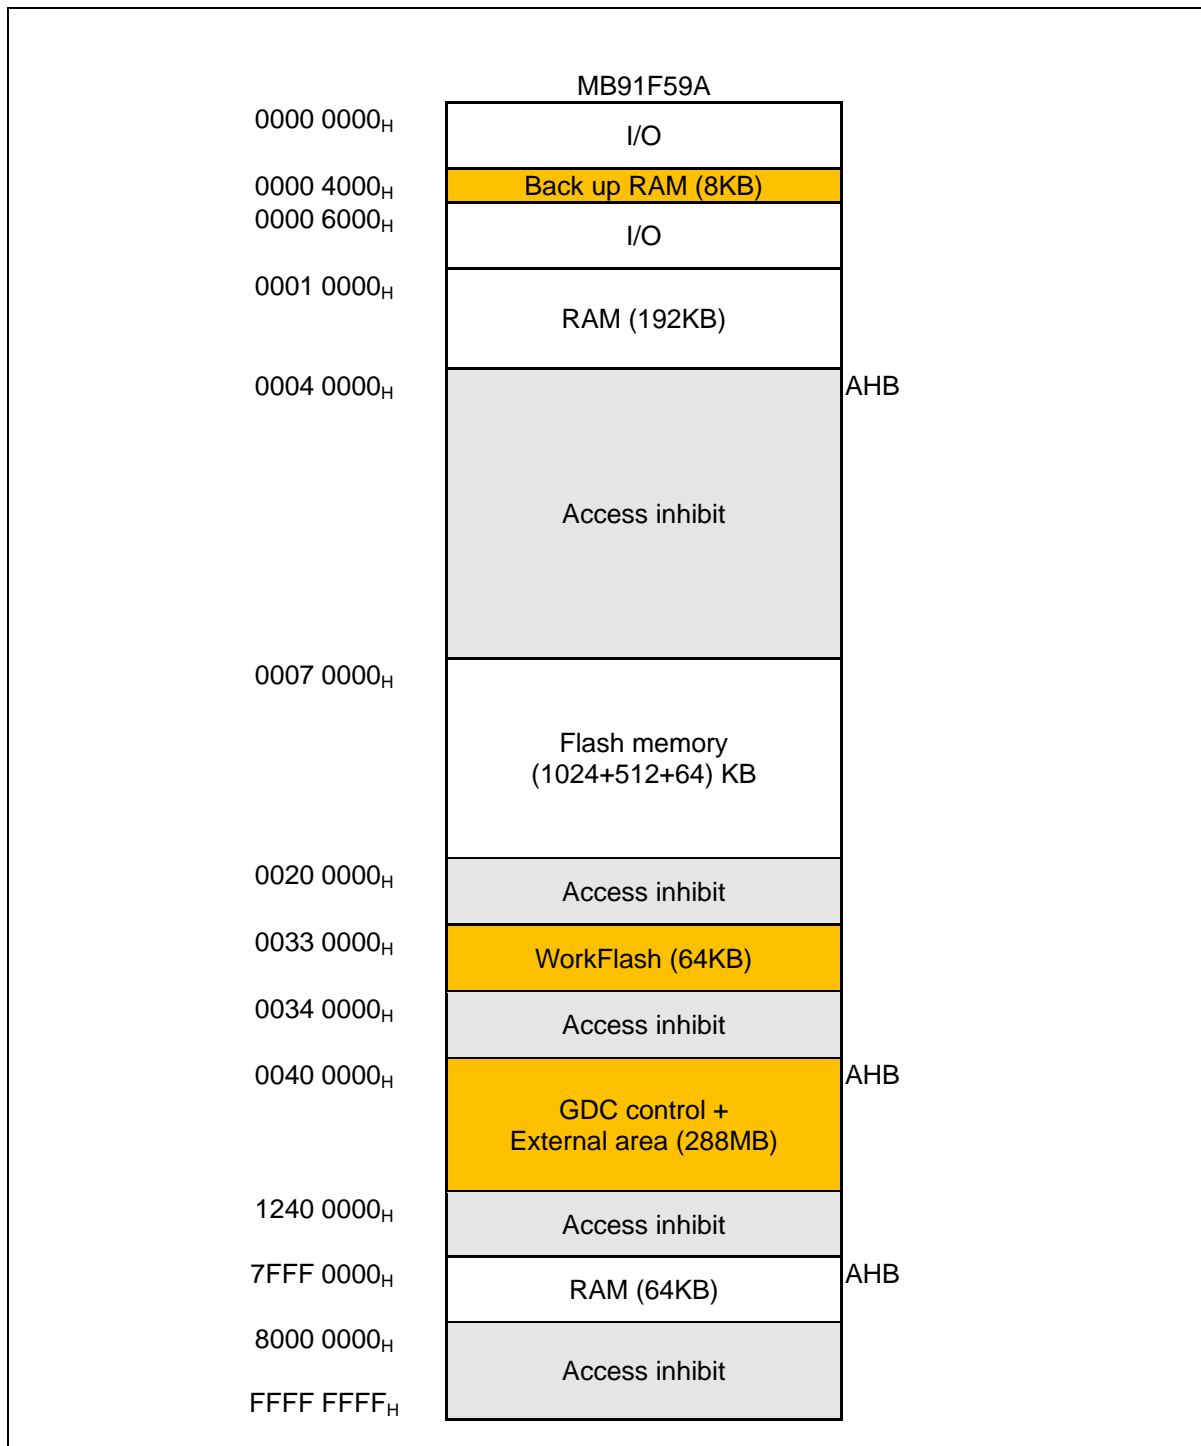 MB91F59A
0000 0000H
I/O
0000 4000H
Back up RAM (8KB)
0000 6000H
I/O
0001 0000H
RAM (192KB)
0004 0000H
AHB
Access inhibit
0007 0000H
Flash memory
(1024+512+64) KB
0020 0000H
Access inhibit
0033 0000H
WorkFlash (64KB)
0034 0000H
Access inhibit
0040 0000H
AHB
GDC control +
External area (288MB)
1240 0000H
Access inhibit
7FFF 0000H
AHB
RAM (64KB)
8000 0000H
Access inhibit
FFFF FFFFH